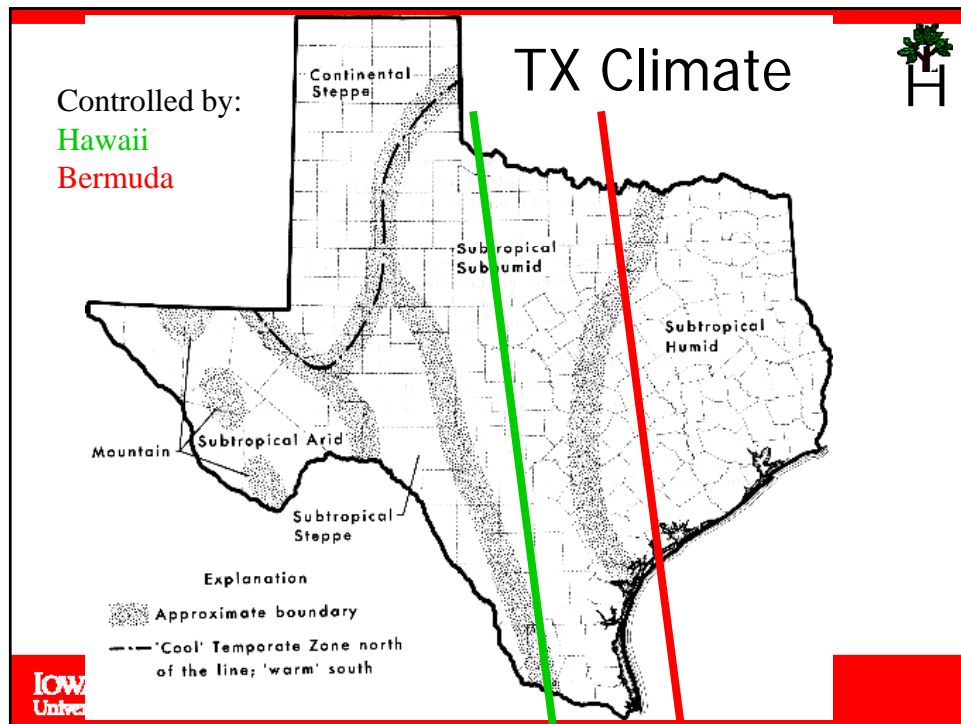 TX Climate
H
Controlled by:
Hawaii
Bermuda
Continental
Steppe
Subtropical
Subhumid
Subtropical
Humid
Mountain
Subtropical Arid
Subtropical
Steppe
Explanation
Approximate boundary
'Cool' Temporate Zone north
of the line; 'warm' south